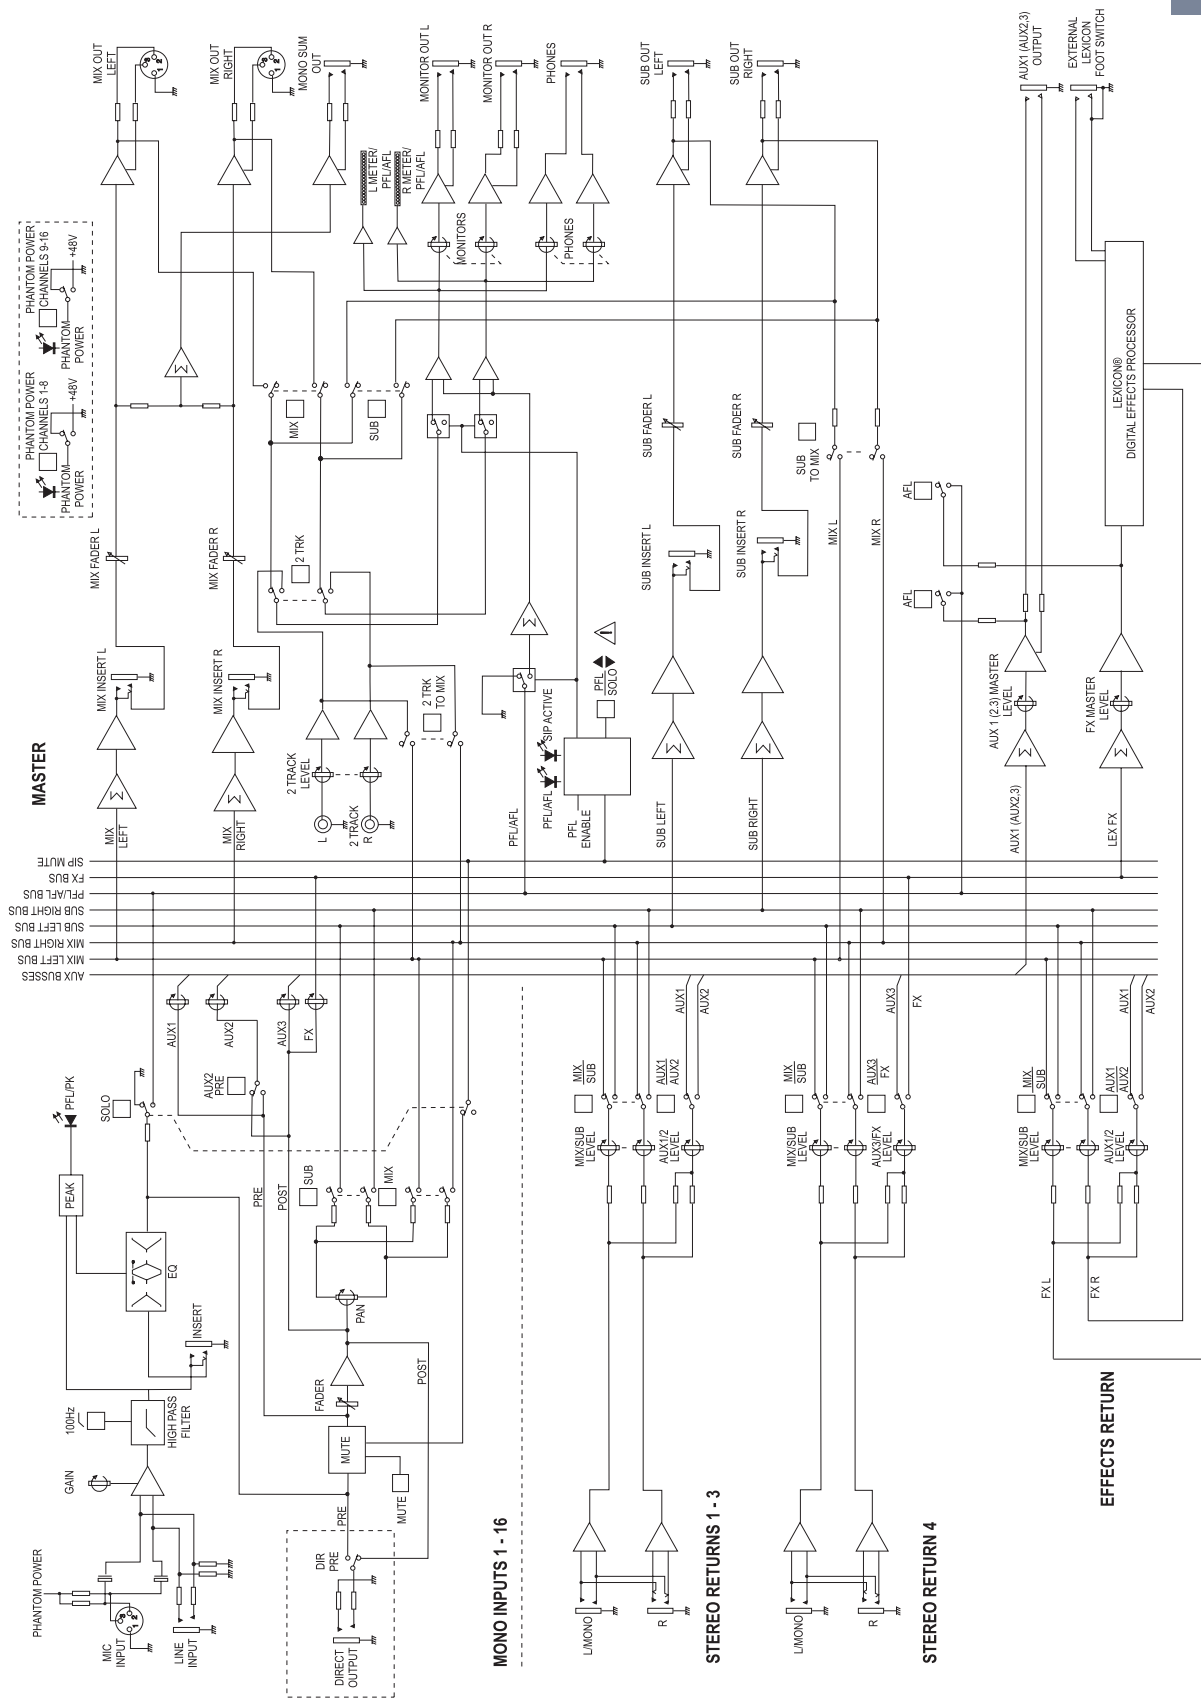 MASTER
MIX OUT
LEFT
MIX OUT
RIGHT
MONO SUM
OUT
MONITOR OUT L
MONITOR OUT R
PHONES
SUB OUT
LEFT
SUB OUT
RIGHT
AUX1 (AUX2,3)
OUTPUT
EXTERNAL
LEXICON
FOOT SWITCH
3
2
1
3
2
1
L METER/
PFL/AFL
R METER/
PFL/AFL
MONITORS
PHONES
PHANTOM POWER
CHANNELS 9-16
+48V
PHANTOM
POWER
PHANTOM POWER
CHANNELS 1-8
+48V
PHANTOM
POWER
Σ
MIX
SUB
2 TRK
MIX FADER L
MIX FADER R
SUB FADER L
SUB FADER R
SUB
TO MIX
LEXICON®
DIGITAL EFFECTS PROCESSOR
AFL
AFL
MIX L
MIX R
MIX INSERT L
MIX INSERT R
SUB INSERT L
SUB INSERT R
Σ
2 TRK
TO MIX
2 TRACK
LEVEL
L
2 TRACK
R
PFL
SOLO
!
SIP ACTIVE
PFL/AFL
PFL
ENABLE
PFL/AFL
AUX 1 (2.3) MASTER
LEVEL
FX MASTER
LEVEL
Σ
Σ
Σ
Σ
Σ
Σ
MIX
LEFT
MIX
RIGHT
SUB LEFT
SUB RIGHT
AUX1 (AUX2,3)
LEX FX
SIP MUTE
FX BUS
PFL/AFL BUS
SUB RIGHT BUS
SUB LEFT BUS
MIX RIGHT BUS
MIX LEFT BUS
AUX BUSSES
MONO INPUTS 1 - 16
PHANTOM POWER
MIC
INPUT
3
2
1
LINE
INPUT
GAIN
100Hz
HIGH PASS
FILTER
INSERT
EQ
PEAK
PFL/PK
SOLO
AUX1
AUX2
AUX2
PRE
AUX3
FX
PRE
POST
SUB
MIX
PAN
FADER
POST
MUTE
MUTE
PRE
DIR
PRE
DIRECT
OUTPUT
STEREO RETURNS 1 - 3
L/MONO
R
MIX/SUB
LEVEL
MIX
SUB
AUX1/2
LEVEL
AUX1
AUX2
AUX1
AUX2
STEREO RETURN 4
L/MONO
R
MIX/SUB
LEVEL
MIX
SUB
AUX3/FX
LEVEL
AUX3
FX
AUX3
FX
EFFECTS RETURN
FX L
FX R
MIX/SUB
LEVEL
MIX
SUB
AUX1/2
LEVEL
AUX1
AUX2
AUX1
AUX2